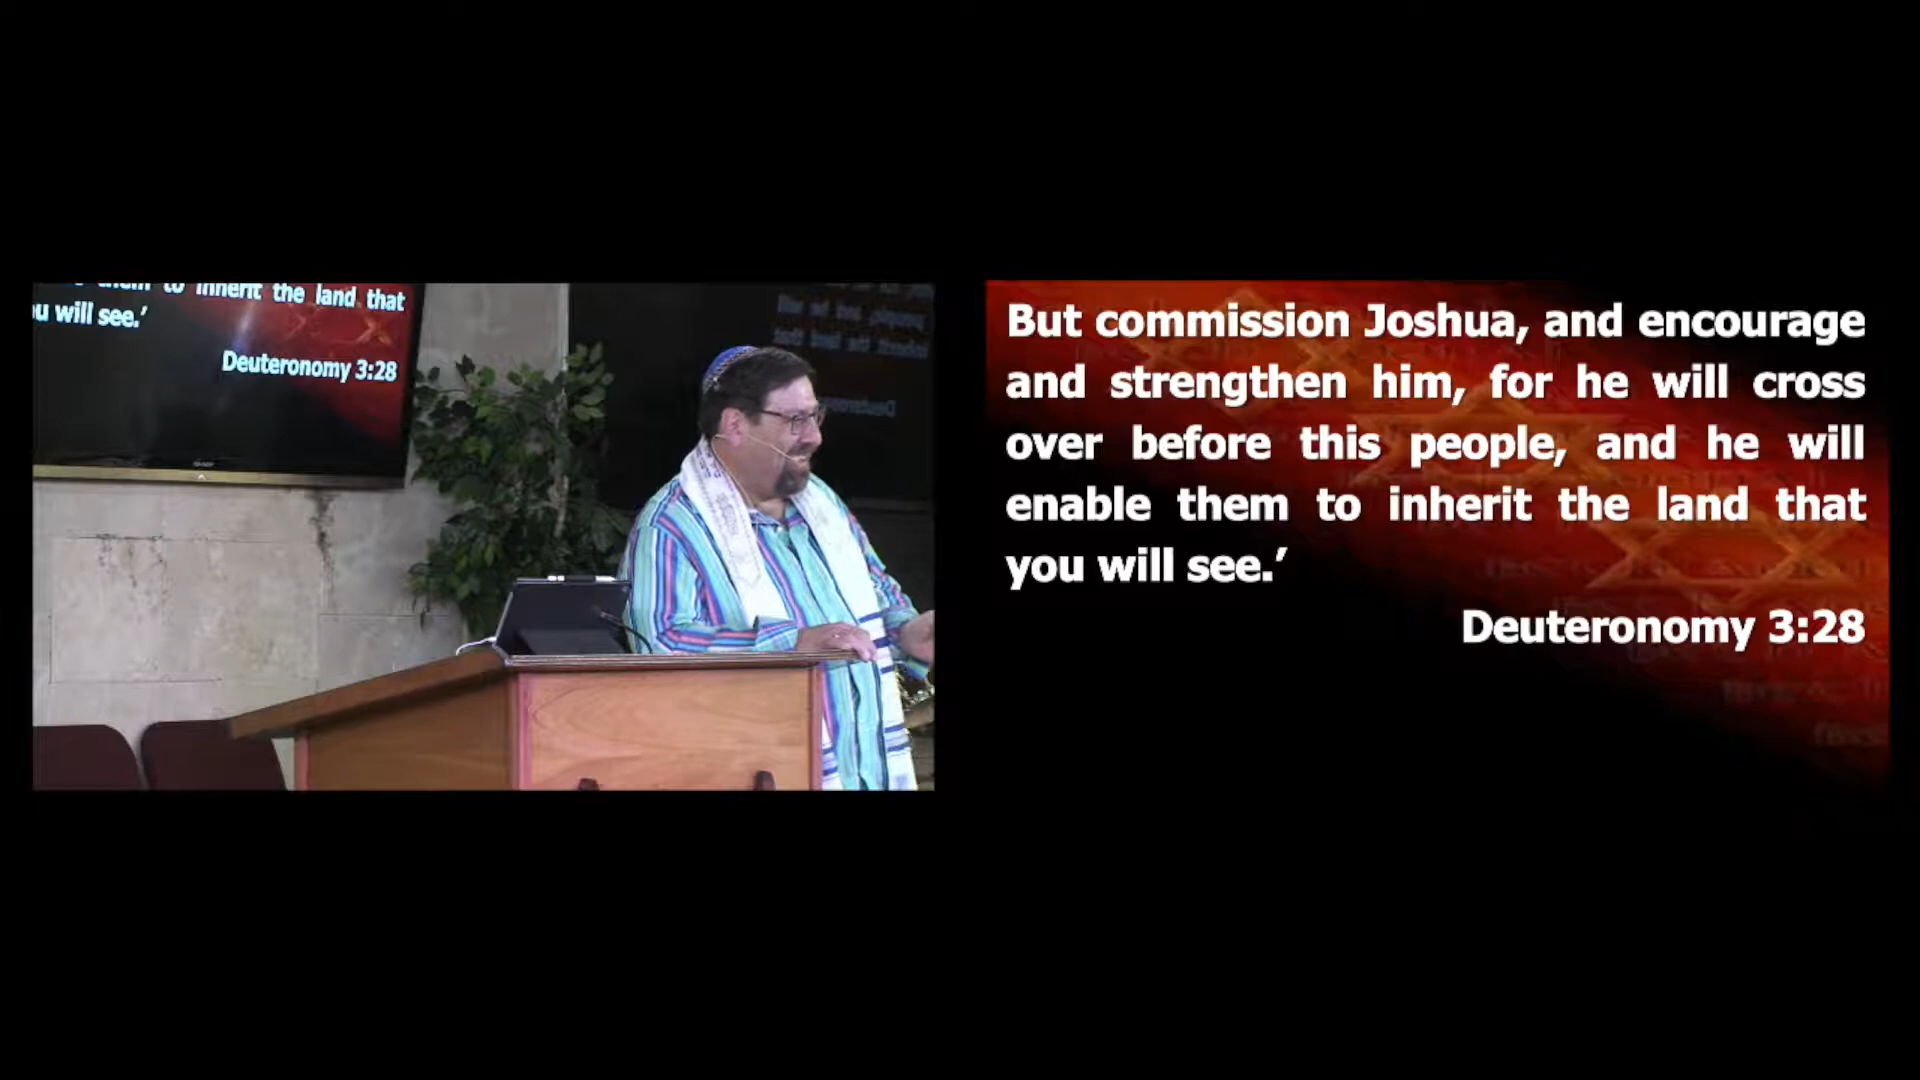 them to inherit the land that
u will see.’
Deuteronomy 3:28
But commission Joshua, and encourage
and strengthen him, for he will cross
over before this people, and he will
enable them to inherit the land that
you will see.’
Deuteronomy 3:28